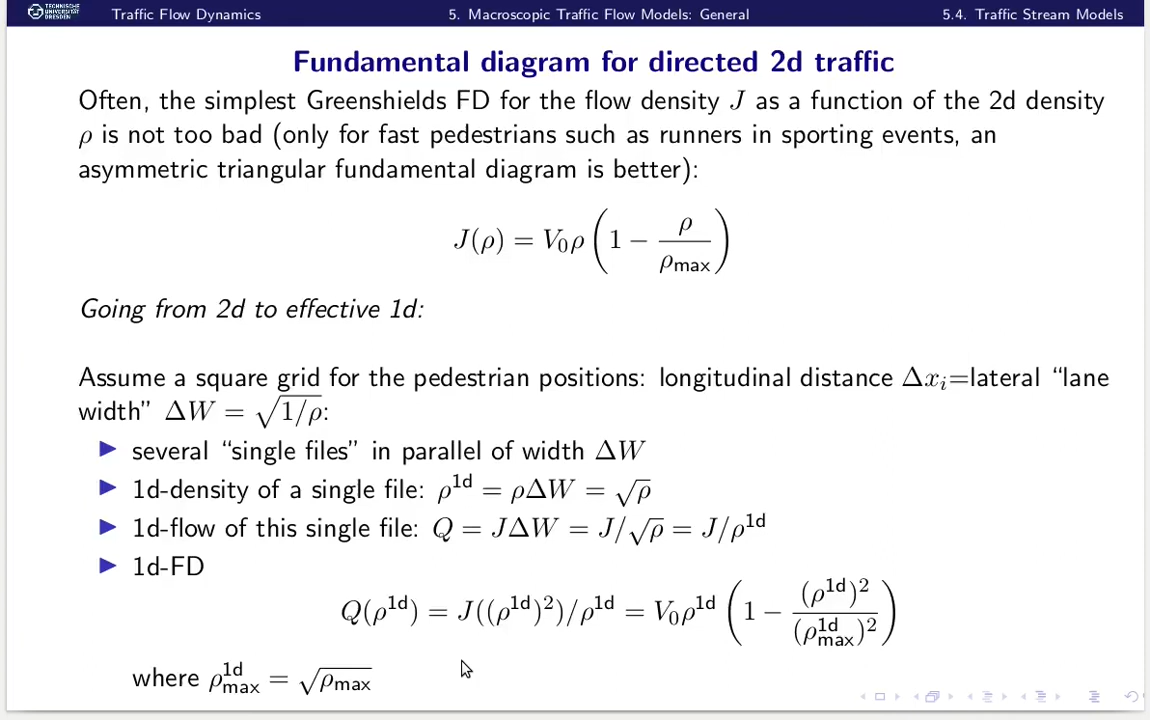 TECHNISCHE
UNIVERSITÄT
DRESDEN
Traffic Flow Dynamics 5. Macroscopic Traffic Flow Models: General 5.4. Traffic Stream Models
Fundamental diagram for directed 2d traffic
Often, the simplest Greenshields FD for the flow density J as a function of the 2d density
ρ is not too bad (only for fast pedestrians such as runners in sporting events, an
asymmetric triangular fundamental diagram is better):
J(ρ) = V₀ρ (1 − ρ/ρ_max)
Going from 2d to effective 1d:
Assume a square grid for the pedestrian positions: longitudinal distance Δxᵢ=lateral “lane
width” ΔW = √(1/ρ):
▶ several “single files” in parallel of width ΔW
▶ 1d-density of a single file: ρ^1d = ρΔW = √ρ
▶ 1d-flow of this single file: Q = JΔW = J/√ρ = J/ρ^1d
▶ 1d-FD
Q(ρ^1d) = J((ρ^1d)²)/ρ^1d = V₀ρ^1d (1 − (ρ^1d)²/(ρ^1d_max)²)
where ρ^1d_max = √ρ_max